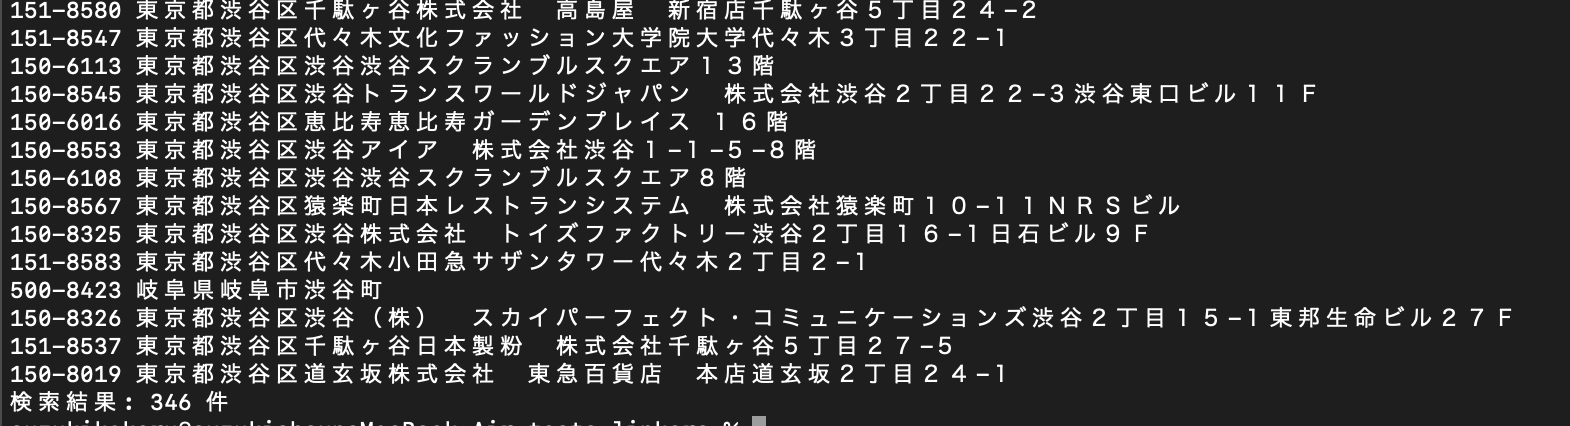 151-8580 東京都渋谷区千駄ヶ谷株式会社　高島屋　新宿店千駄ヶ谷５丁目２４−２
151-8547 東京都渋谷区代々木文化ファッション大学院大学代々木３丁目２２−１
150-6113 東京都渋谷区渋谷渋谷スクランブルスクエア１３階
150-8545 東京都渋谷区渋谷トランスワールドジャパン　株式会社渋谷２丁目２２−３渋谷東口ビル１１Ｆ
150-6016 東京都渋谷区恵比寿恵比寿ガーデンプレイス　１６階
150-8553 東京都渋谷区渋谷アイア　株式会社渋谷１−１−５−８階
150-6108 東京都渋谷区渋谷渋谷スクランブルスクエア８階
150-8567 東京都渋谷区猿楽町日本レストランシステム　株式会社猿楽町１０−１１ＮＲＳビル
150-8325 東京都渋谷区渋谷株式会社　トイズファクトリー渋谷２丁目１６−１日石ビル９Ｆ
151-8583 東京都渋谷区代々木小田急サザンタワー代々木２丁目２−１
500-8423 岐阜県岐阜市渋谷町
150-8326 東京都渋谷区渋谷（株）　スカイパーフェクト・コミュニケーションズ渋谷２丁目１５−１東邦生命ビル２７Ｆ
151-8537 東京都渋谷区千駄ヶ谷日本製粉　株式会社千駄ヶ谷５丁目２７−５
150-8019 東京都渋谷区道玄坂株式会社　東急百貨店　本店道玄坂２丁目２４−１
検索結果: 346 件